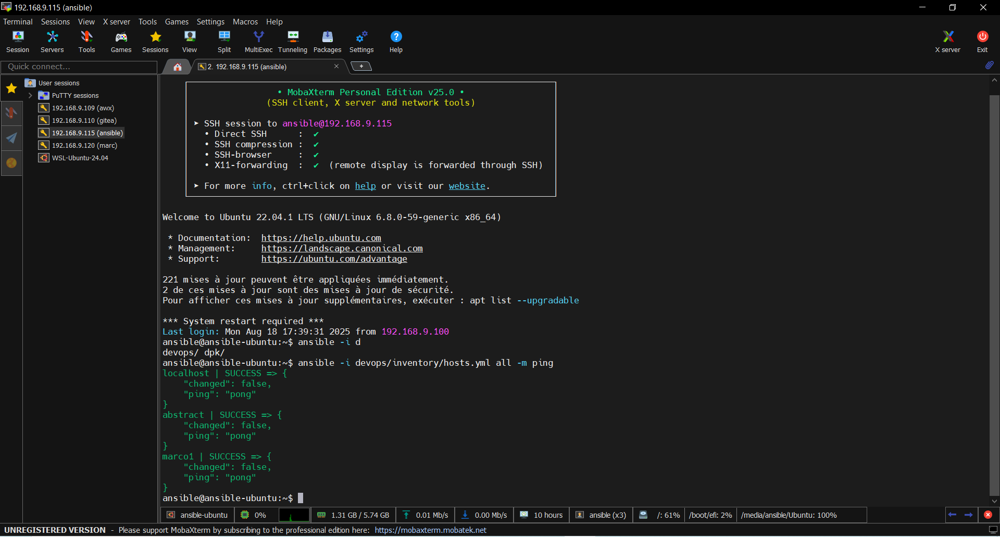 192.168.9.115 (ansible)
Terminal Sessions View X server Tools Games Settings Macros Help
Session Servers Tools Games Sessions View Split MultiExec Tunneling Packages Settings Help X server Exit
Quick connect...
2. 192.168.9.115 (ansible)
User sessions
PuTTY sessions
192.168.9.109 (awx)
192.168.9.110 (gitea)
192.168.9.115 (ansible)
192.168.9.120 (marc)
WSL-Ubuntu-24.04
• MobaXterm Personal Edition v25.0 •
(SSH client, X server and network tools)
➤ SSH session to ansible@192.168.9.115
• Direct SSH : ✔
• SSH compression : ✔
• SSH-browser : ✔
• X11-forwarding : ✔ (remote display is forwarded through SSH)
➤ For more info, ctrl+click on help or visit our website.
Welcome to Ubuntu 22.04.1 LTS (GNU/Linux 6.8.0-59-generic x86_64)
* Documentation: https://help.ubuntu.com
* Management: https://landscape.canonical.com
* Support: https://ubuntu.com/advantage
221 mises à jour peuvent être appliquées immédiatement.
2 de ces mises à jour sont des mises à jour de sécurité.
Pour afficher ces mises à jour supplémentaires, exécuter : apt list --upgradable
*** System restart required ***
Last login: Mon Aug 18 17:39:31 2025 from 192.168.9.100
ansible@ansible-ubuntu:~$ ansible -i d
devops/ dpk/
ansible@ansible-ubuntu:~$ ansible -i devops/inventory/hosts.yml all -m ping
localhost | SUCCESS => {
"changed": false,
"ping": "pong"
}
abstract | SUCCESS => {
"changed": false,
"ping": "pong"
}
marco1 | SUCCESS => {
"changed": false,
"ping": "pong"
}
ansible@ansible-ubuntu:~$
ansible-ubuntu 0% 1.31 GB / 5.74 GB 0.01 Mb/s 0.00 Mb/s 10 hours ansible (x3) /: 61% /boot/efi: 2% /media/ansible/Ubuntu: 100%
UNREGISTERED VERSION - Please support MobaXterm by subscribing to the professional edition here: https://mobaxterm.mobatek.net